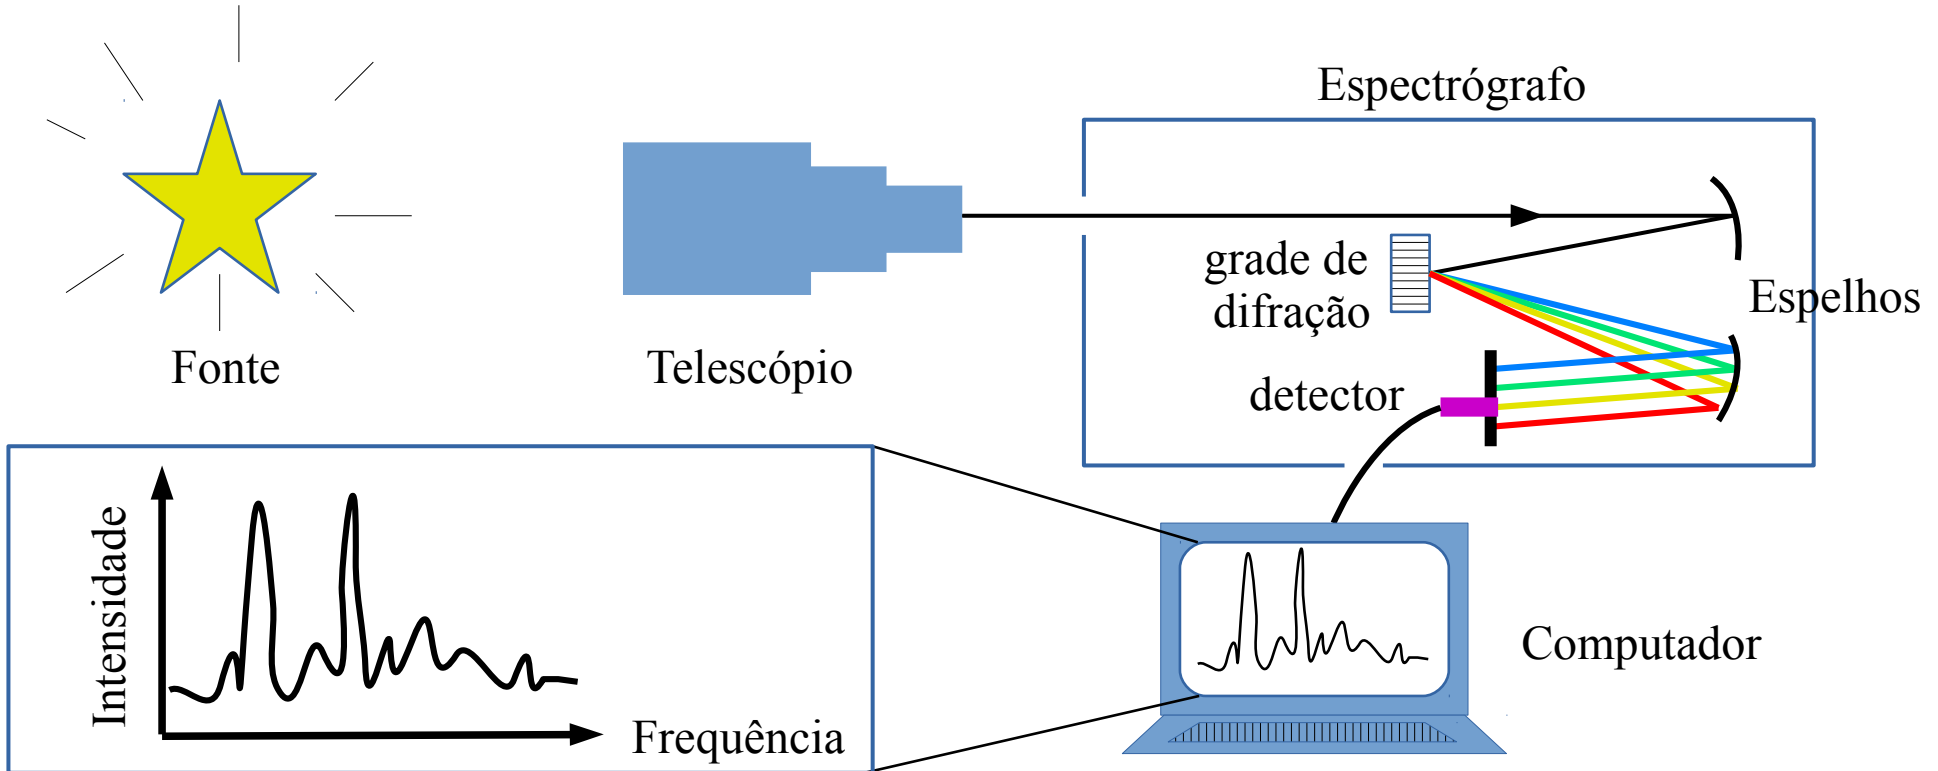 Espectrógrafo
grade de
difração
Espelhos
Fonte
Telescópio
detector
Intensidade
Frequência
Computador